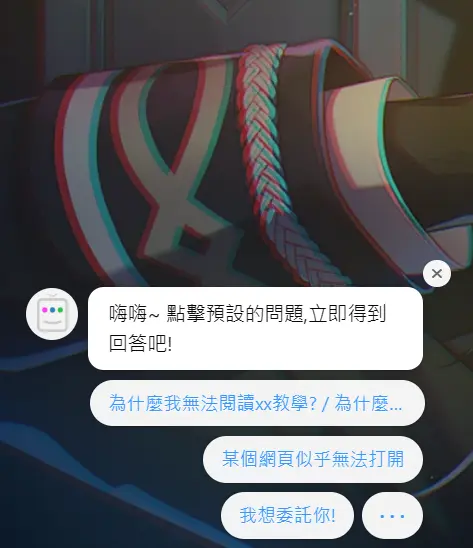 嗨嗨~ 點擊預設的問題,立即得到
回答吧!
為什麼我無法閱讀xx教學? / 為什麼...
某個網頁似乎無法打開
我想委託你!
...